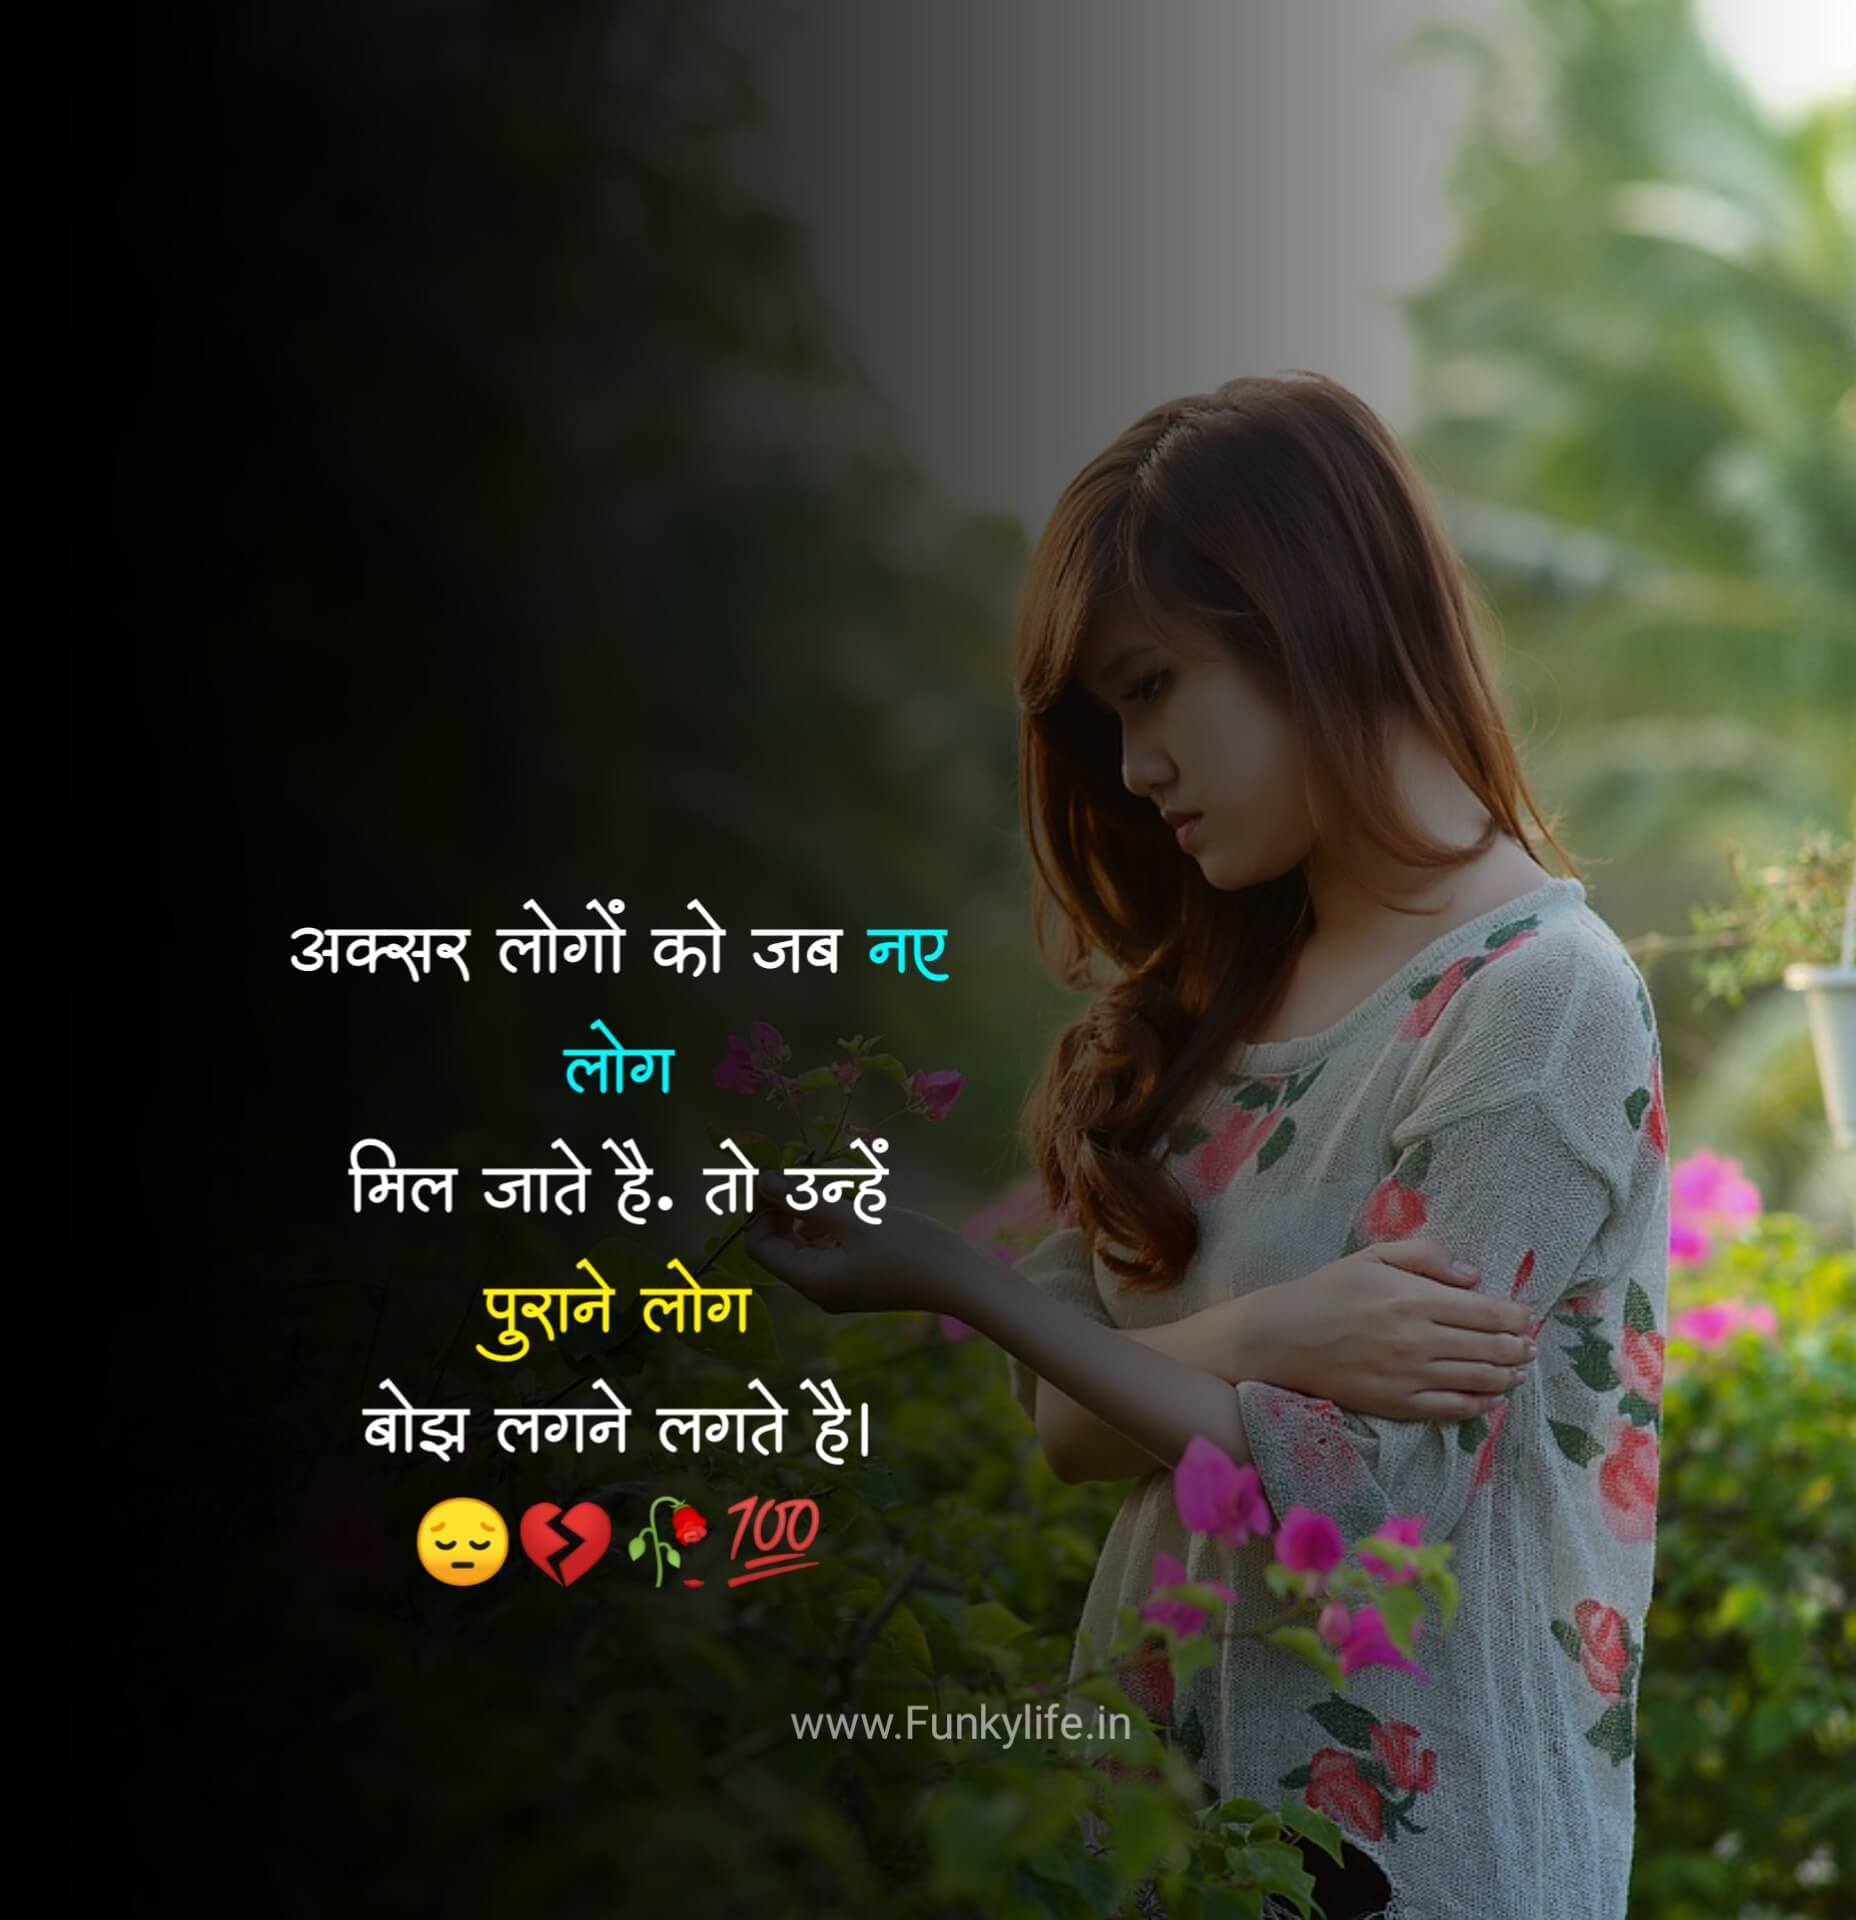 अक्सर लोगों को जब नए
लोग
मिल जाते है. तो उन्हें
पुराने लोग
बोझ लगने लगते है।
😔💔🥀💯
www.Funkylife.in